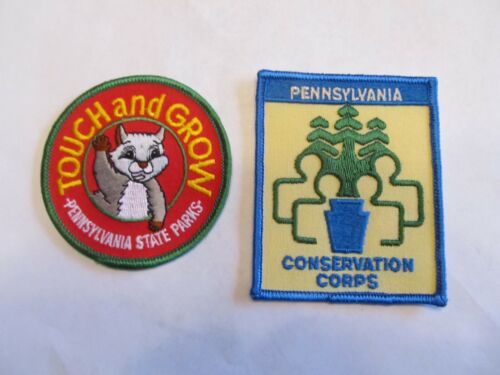 TOUCH and GROW
-PENNSYLVANIA STATE PARKS-
PENNSYLVANIA
CONSERVATION
CORPS